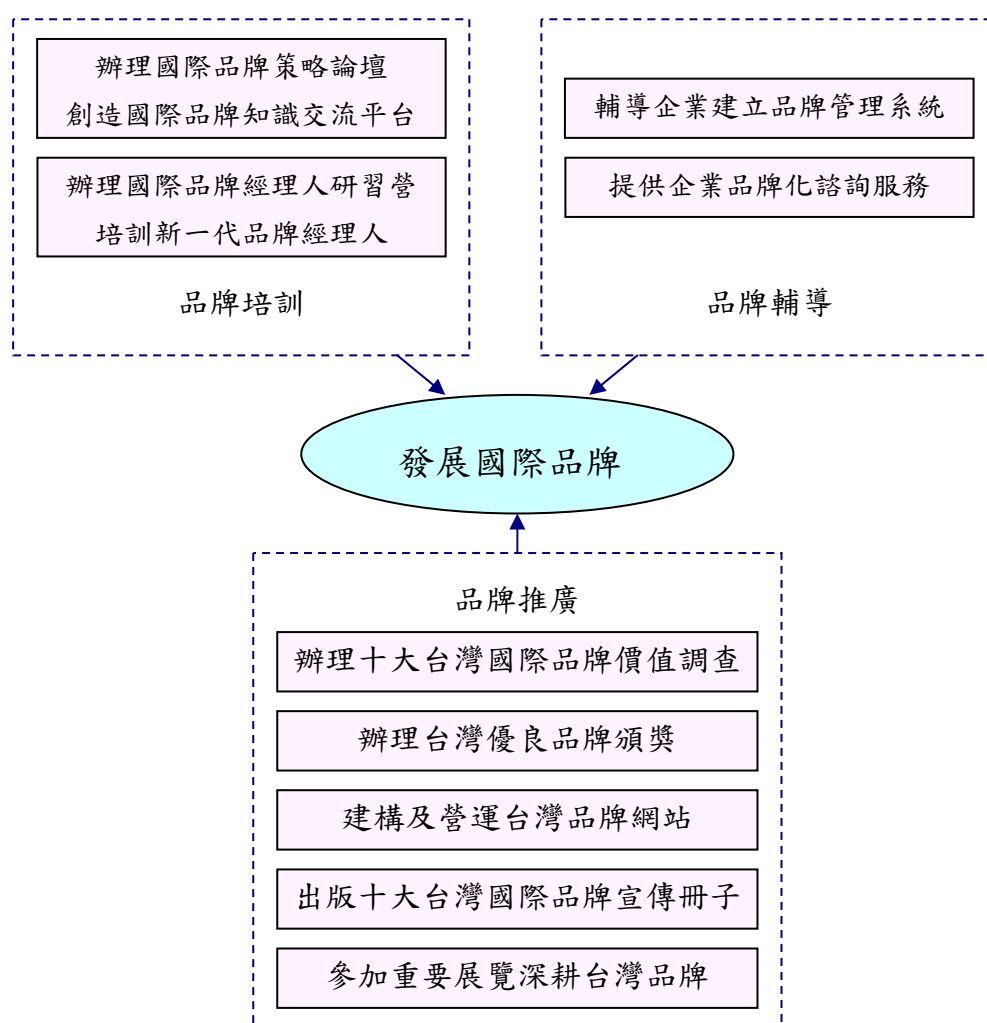 辦理國際品牌策略論壇
創造國際品牌知識交流平台
辦理國際品牌經理人研習營
培訓新一代品牌經理人
品牌培訓
輔導企業建立品牌管理系統
提供企業品牌化諮詢服務
品牌輔導
發展國際品牌
品牌推廣
辦理十大台灣國際品牌價值調查
辦理台灣優良品牌頒獎
建構及營運台灣品牌網站
出版十大台灣國際品牌宣傳冊子
參加重要展覽深耕台灣品牌